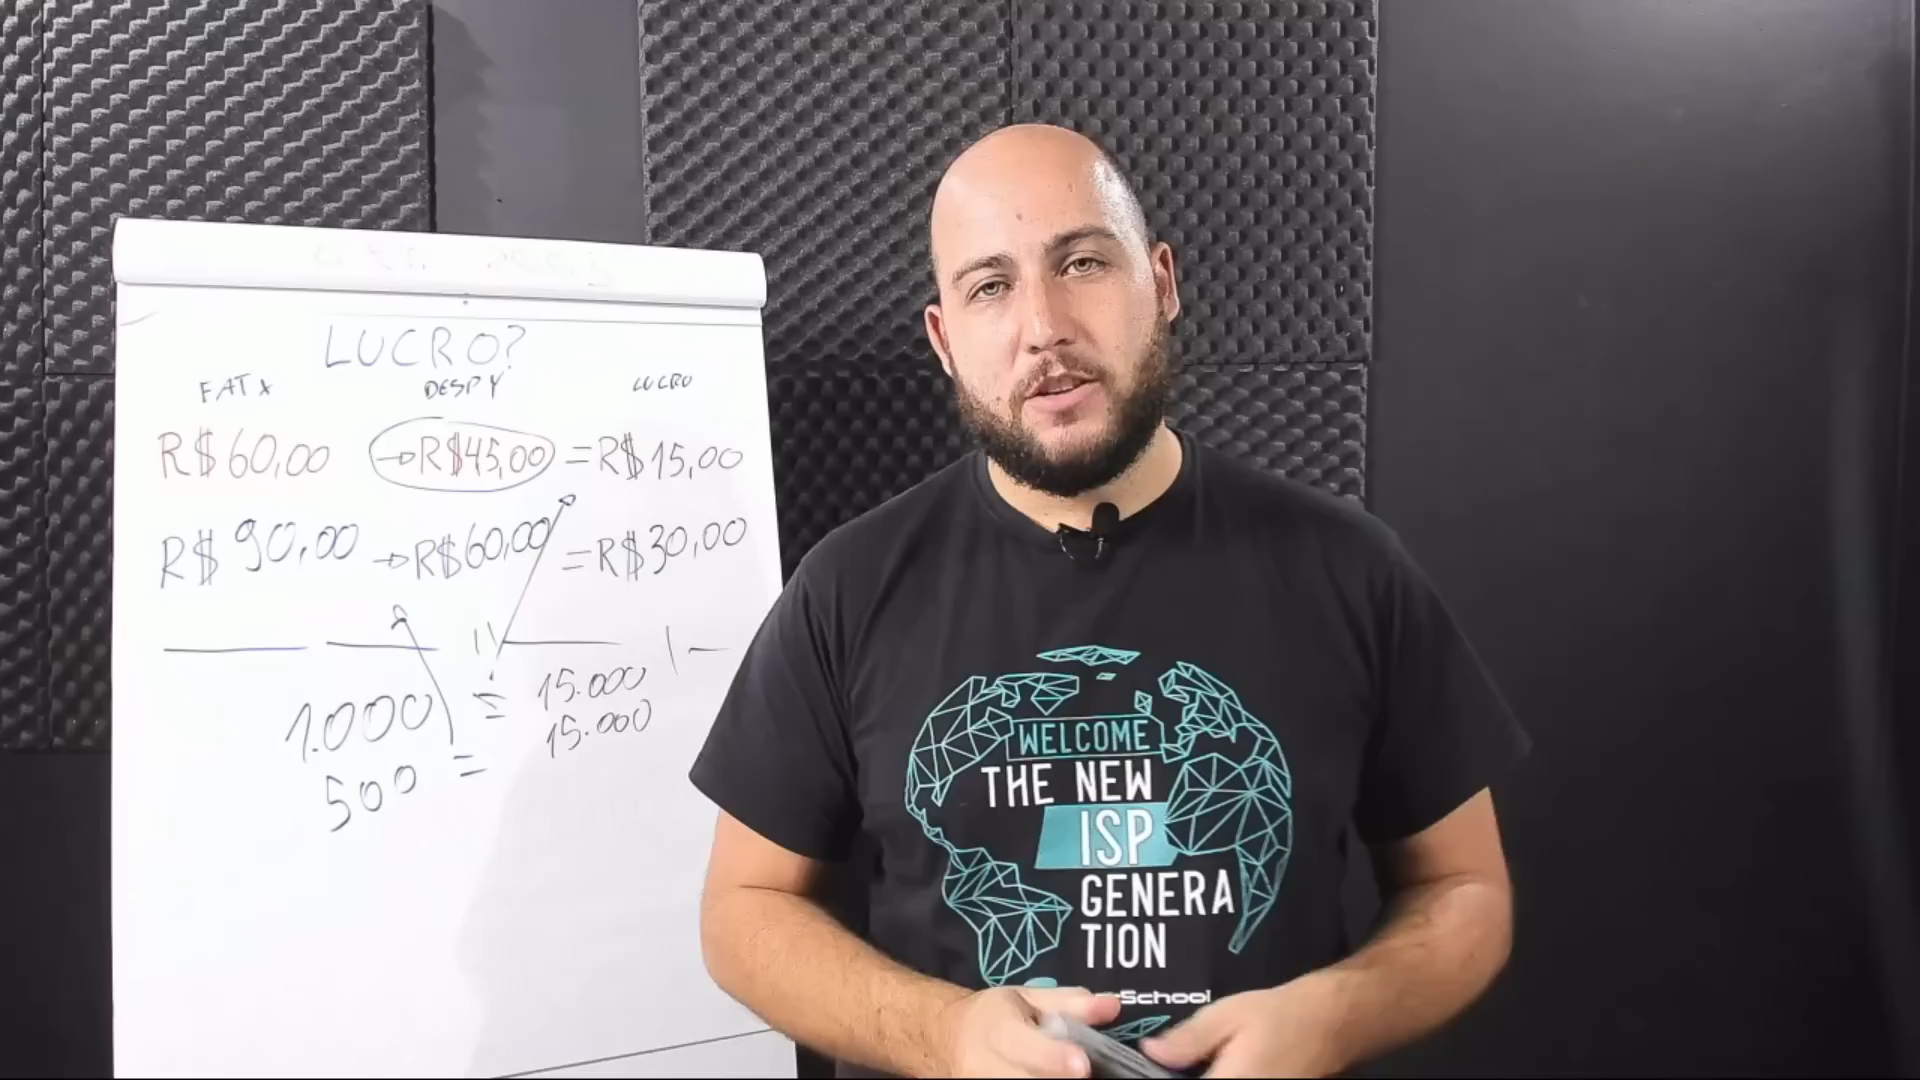 LUCRO?
FAT X DESP Y LUCRO
R$60,00 →R$45,00 = R$15,00
R$90,00 →R$60,00 = R$30,00
1.000 = 15.000
500 = 15.000
WELCOME
THE NEW
ISP
GENERA
TION
School